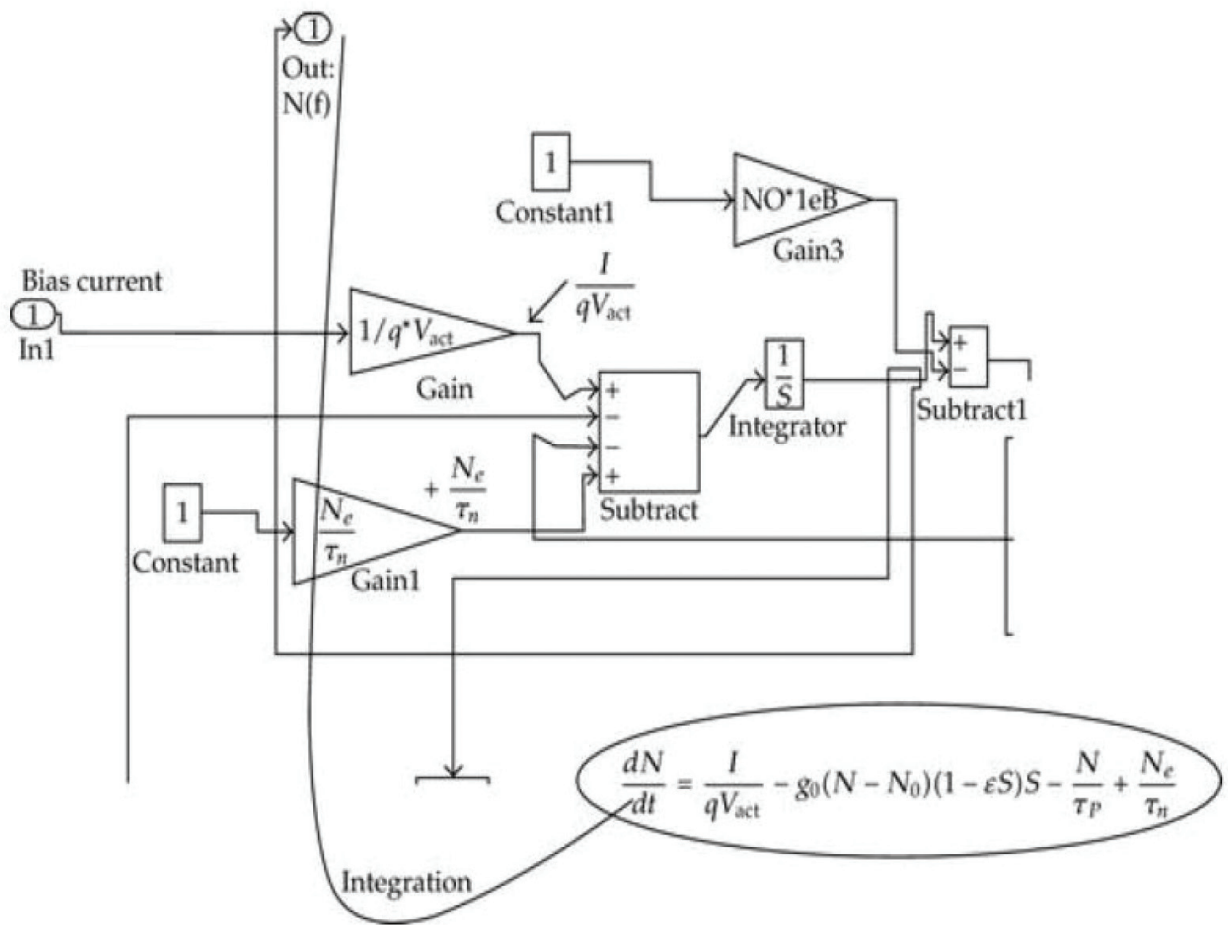 1
Out:
N(f)
1
Constant1
NO*1eB
Gain3
Bias current
1
In1
1/q*V_act
Gain
I
qV_act
+
−
−
+
Subtract
1
S
Integrator
+
−
Subtract1
1
Constant
N_e
τ_n
Gain1
+ N_e
τ_n
dN/dt = I/qV_act − g_0(N − N_0)(1 − εS)S − N/τ_P + N_e/τ_n
Integration